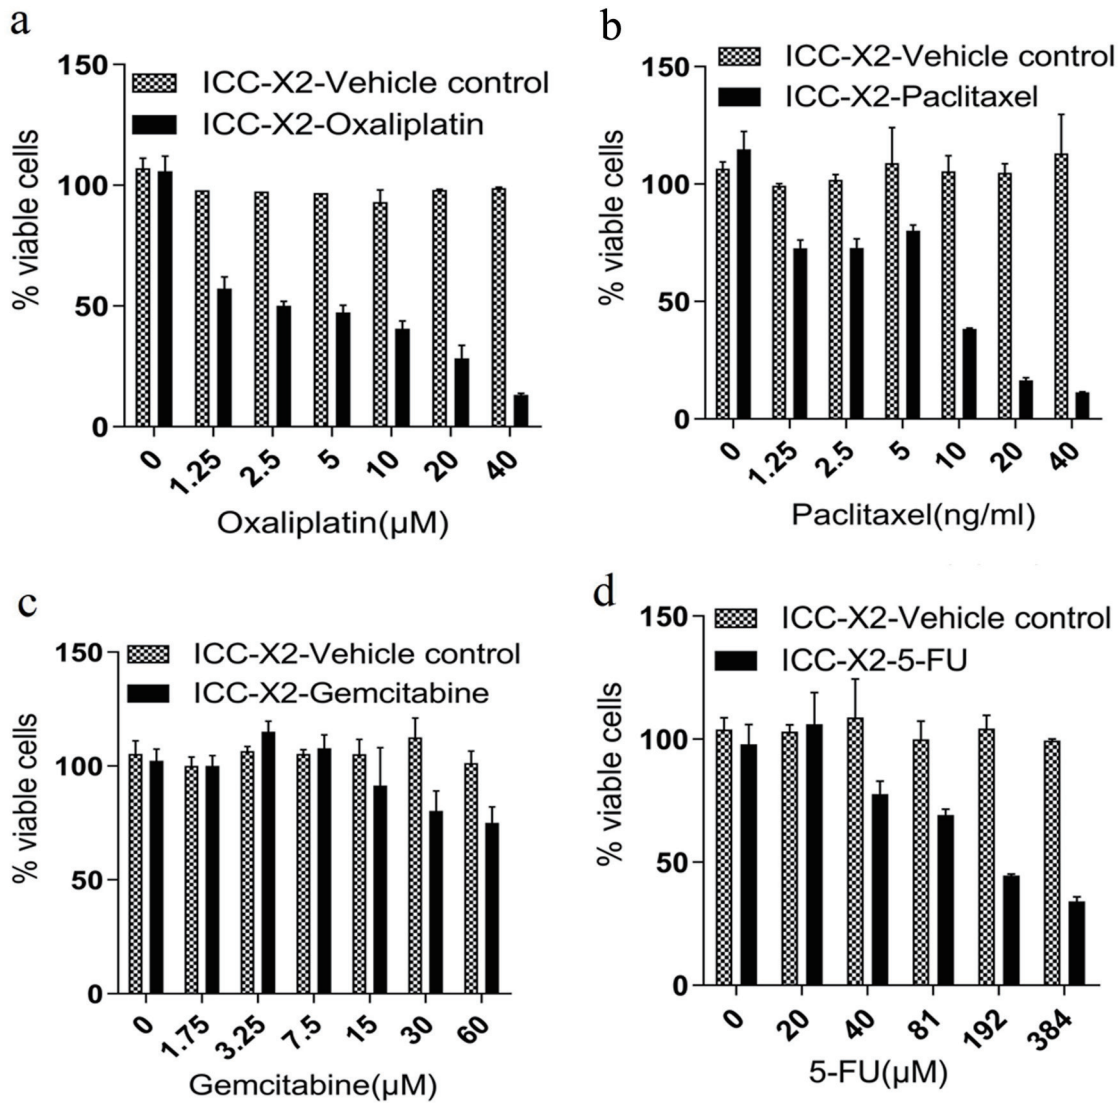 a
150
100
50
0
% viable cells
ICC-X2-Vehicle control
ICC-X2-Oxaliplatin
0 1.25 2.5 5 10 20 40
Oxaliplatin(μM)
b
150
100
50
0
% viable cells
ICC-X2-Vehicle control
ICC-X2-Paclitaxel
0 1.25 2.5 5 10 20 40
Paclitaxel(ng/ml)
c
150
100
50
0
% viable cells
ICC-X2-Vehicle control
ICC-X2-Gemcitabine
0 1.75 3.25 7.5 15 30 60
Gemcitabine(μM)
d
150
100
50
0
% viable cells
ICC-X2-Vehicle control
ICC-X2-5-FU
0 20 40 81 192 384
5-FU(μM)